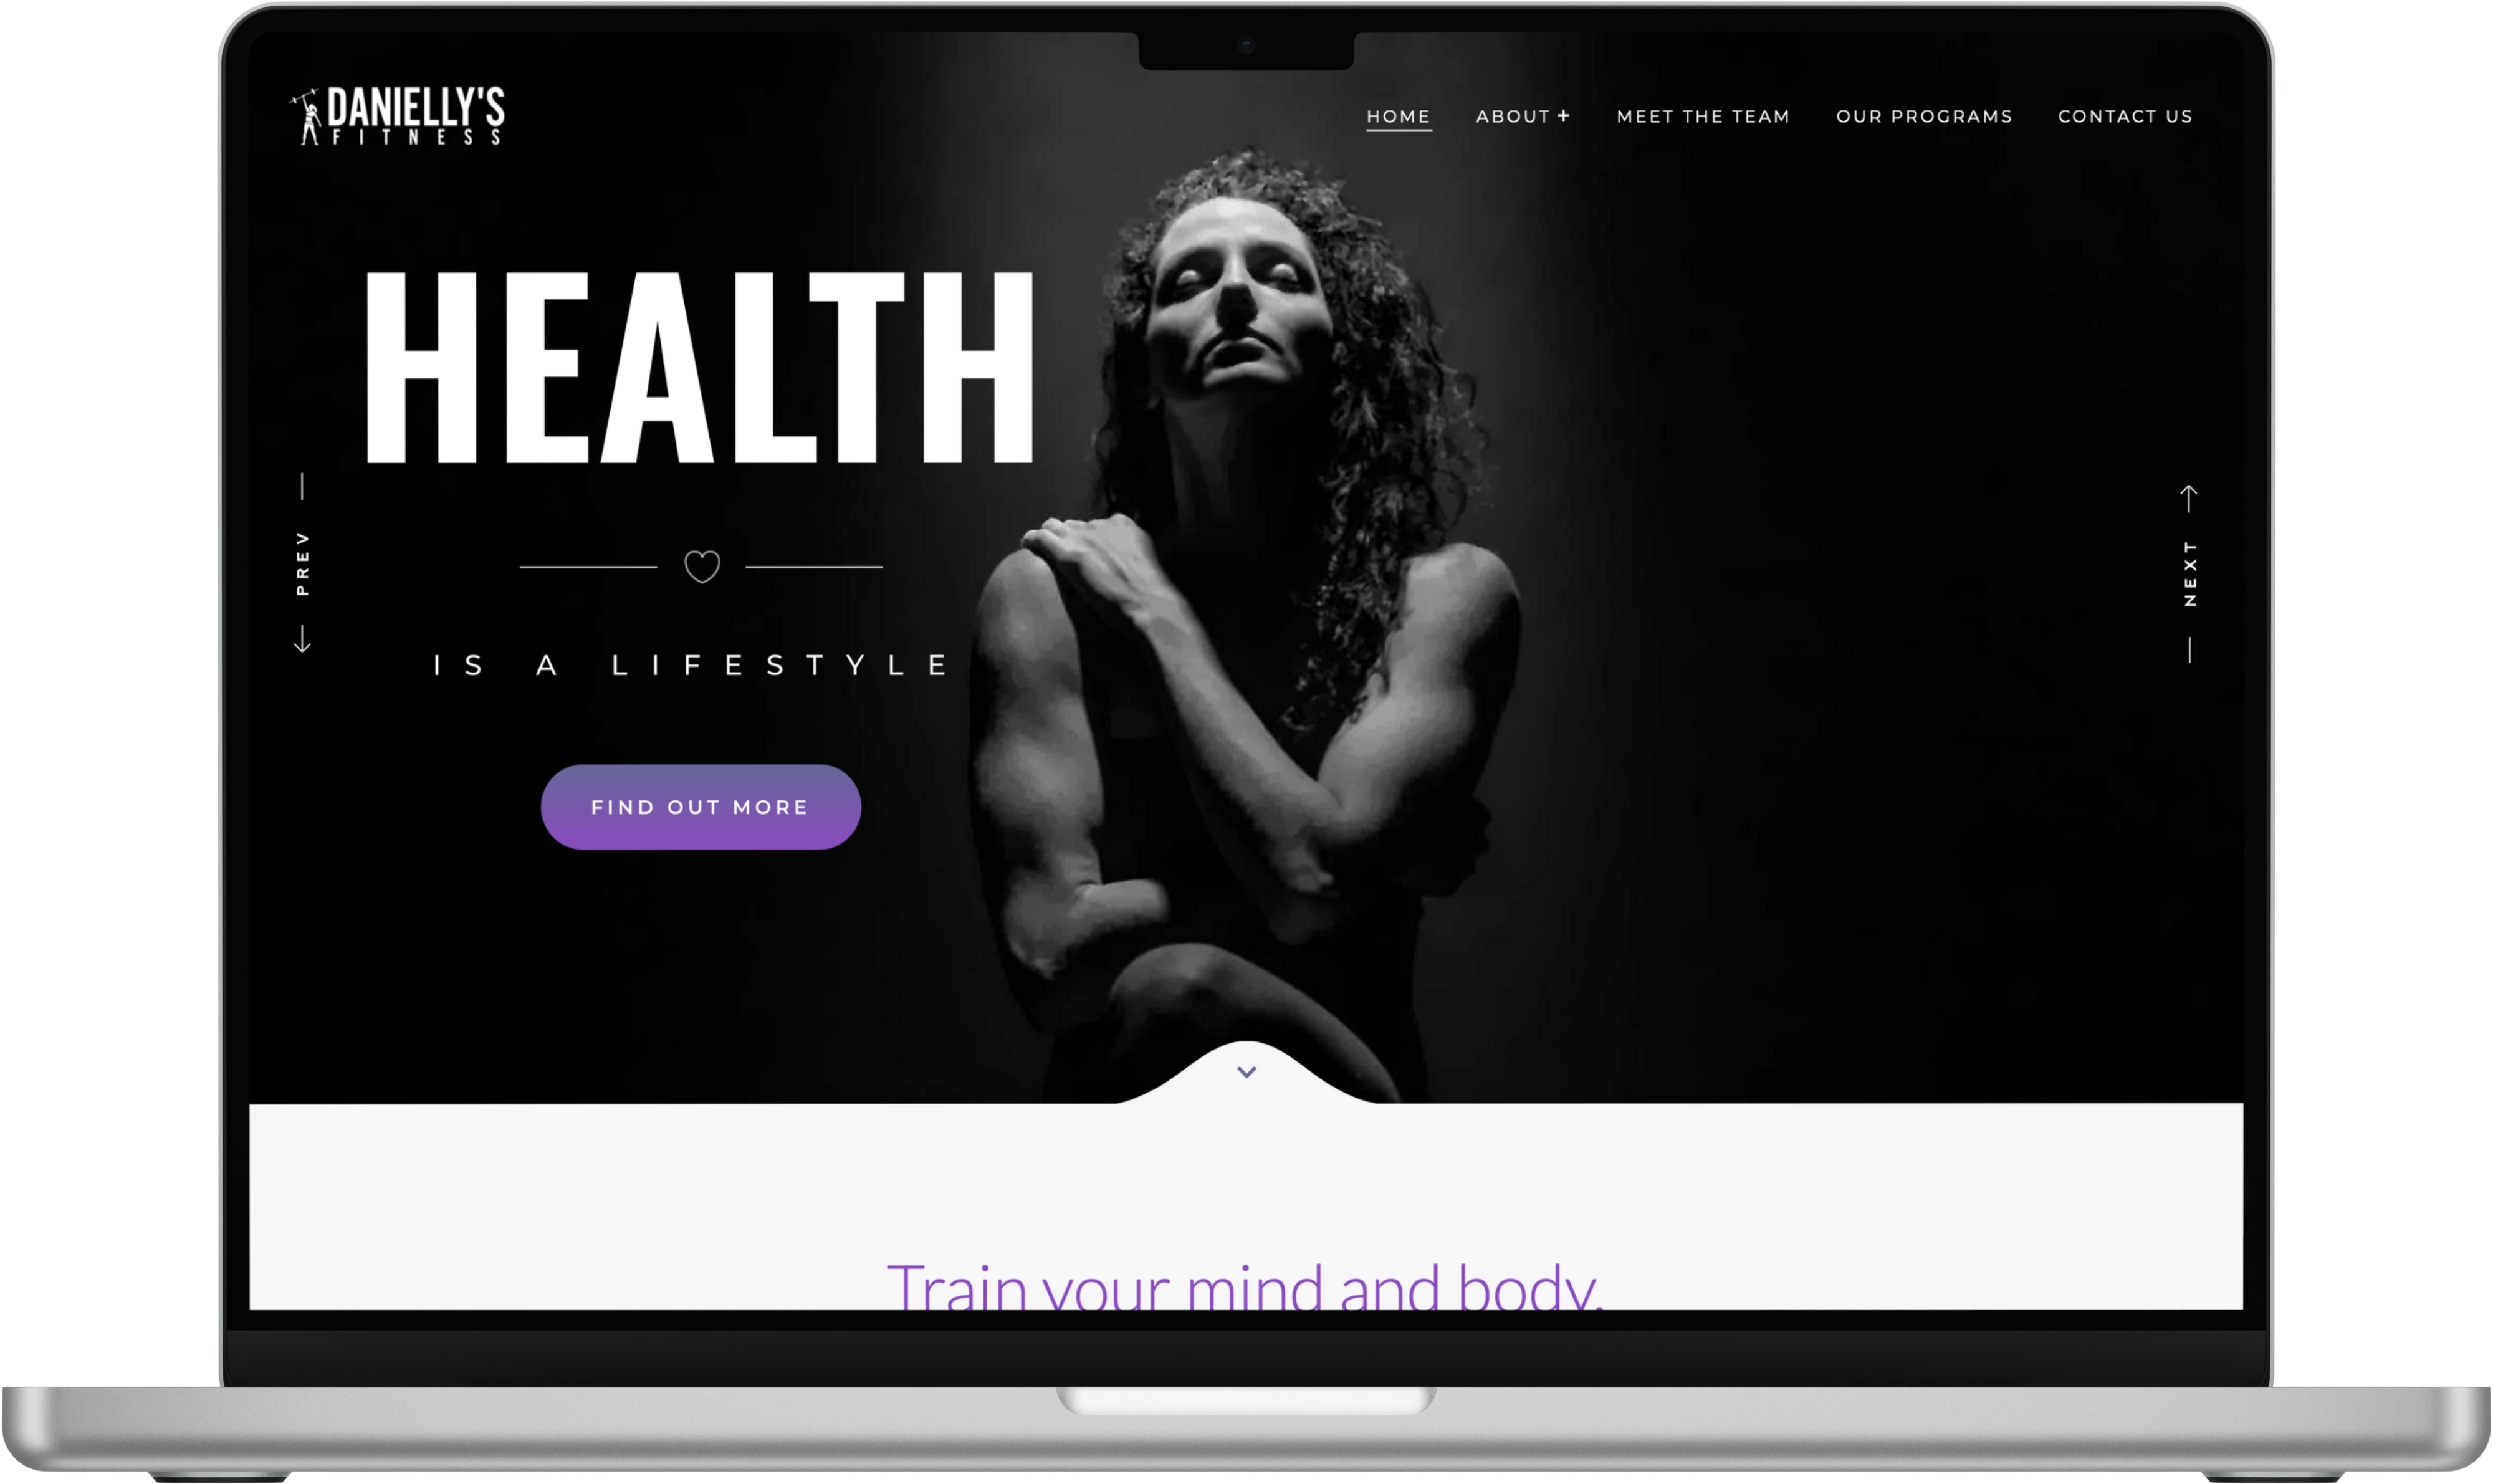 DANIELLY'S
FITNESS
HOME ABOUT + MEET THE TEAM OUR PROGRAMS CONTACT US
HEALTH
IS A LIFESTYLE
FIND OUT MORE
PREV
NEXT
Train your mind and body.